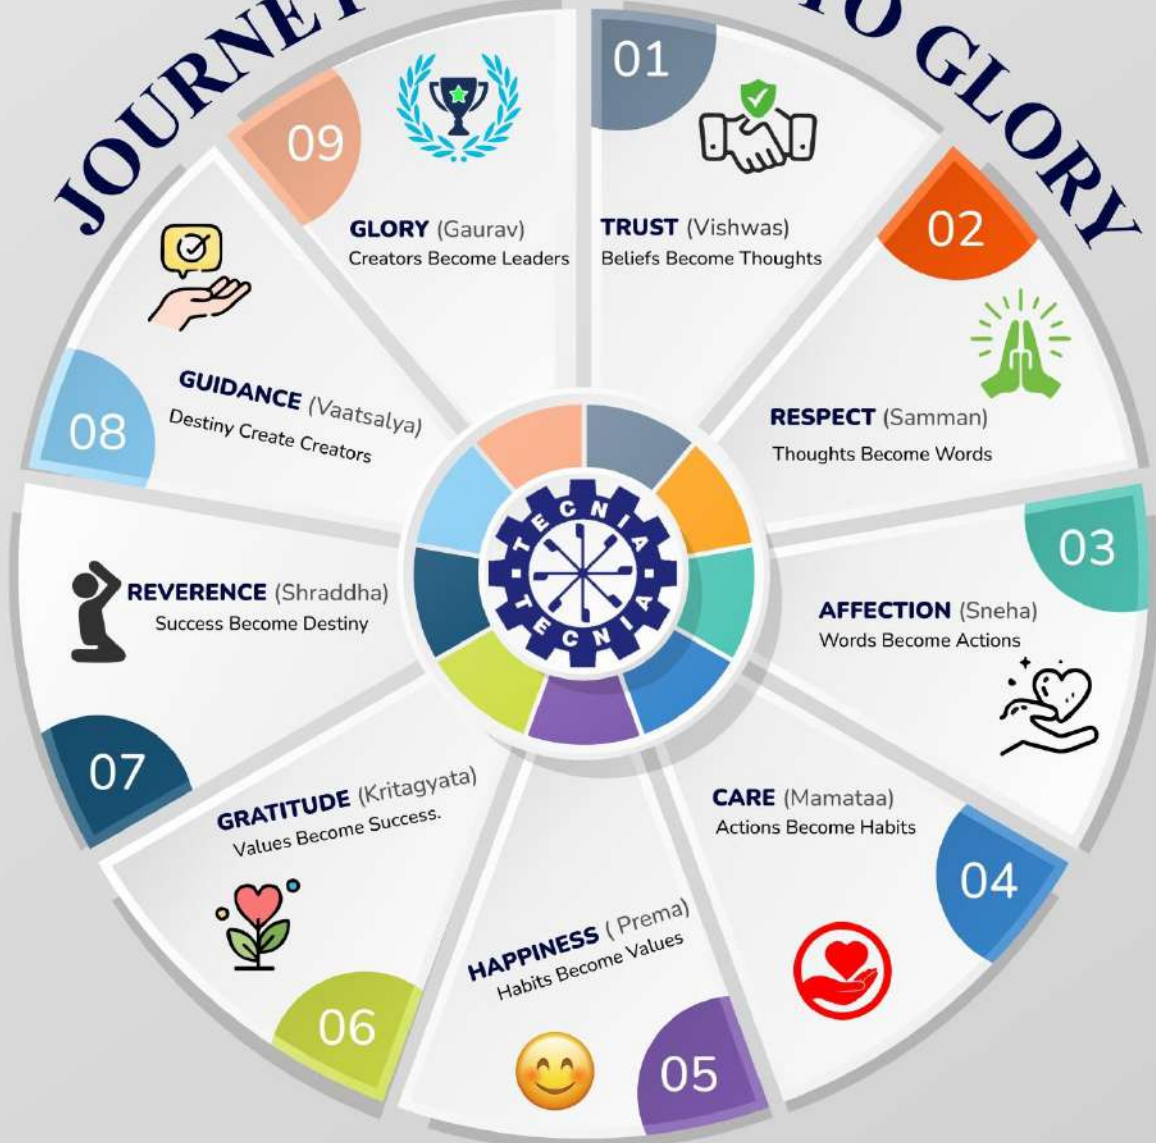 JOURNEY
TO GLORY
01
TRUST (Vishwas)
Beliefs Become Thoughts
02
RESPECT (Samman)
Thoughts Become Words
03
AFFECTION (Sneha)
Words Become Actions
04
CARE (Mamataa)
Actions Become Habits
05
HAPPINESS ( Prema)
Habits Become Values
06
GRATITUDE (Kritagyata)
Values Become Success.
07
REVERENCE (Shraddha)
Success Become Destiny
08
GUIDANCE (Vaatsalya)
Destiny Create Creators
09
GLORY (Gaurav)
Creators Become Leaders
TECNIA
TECNIA